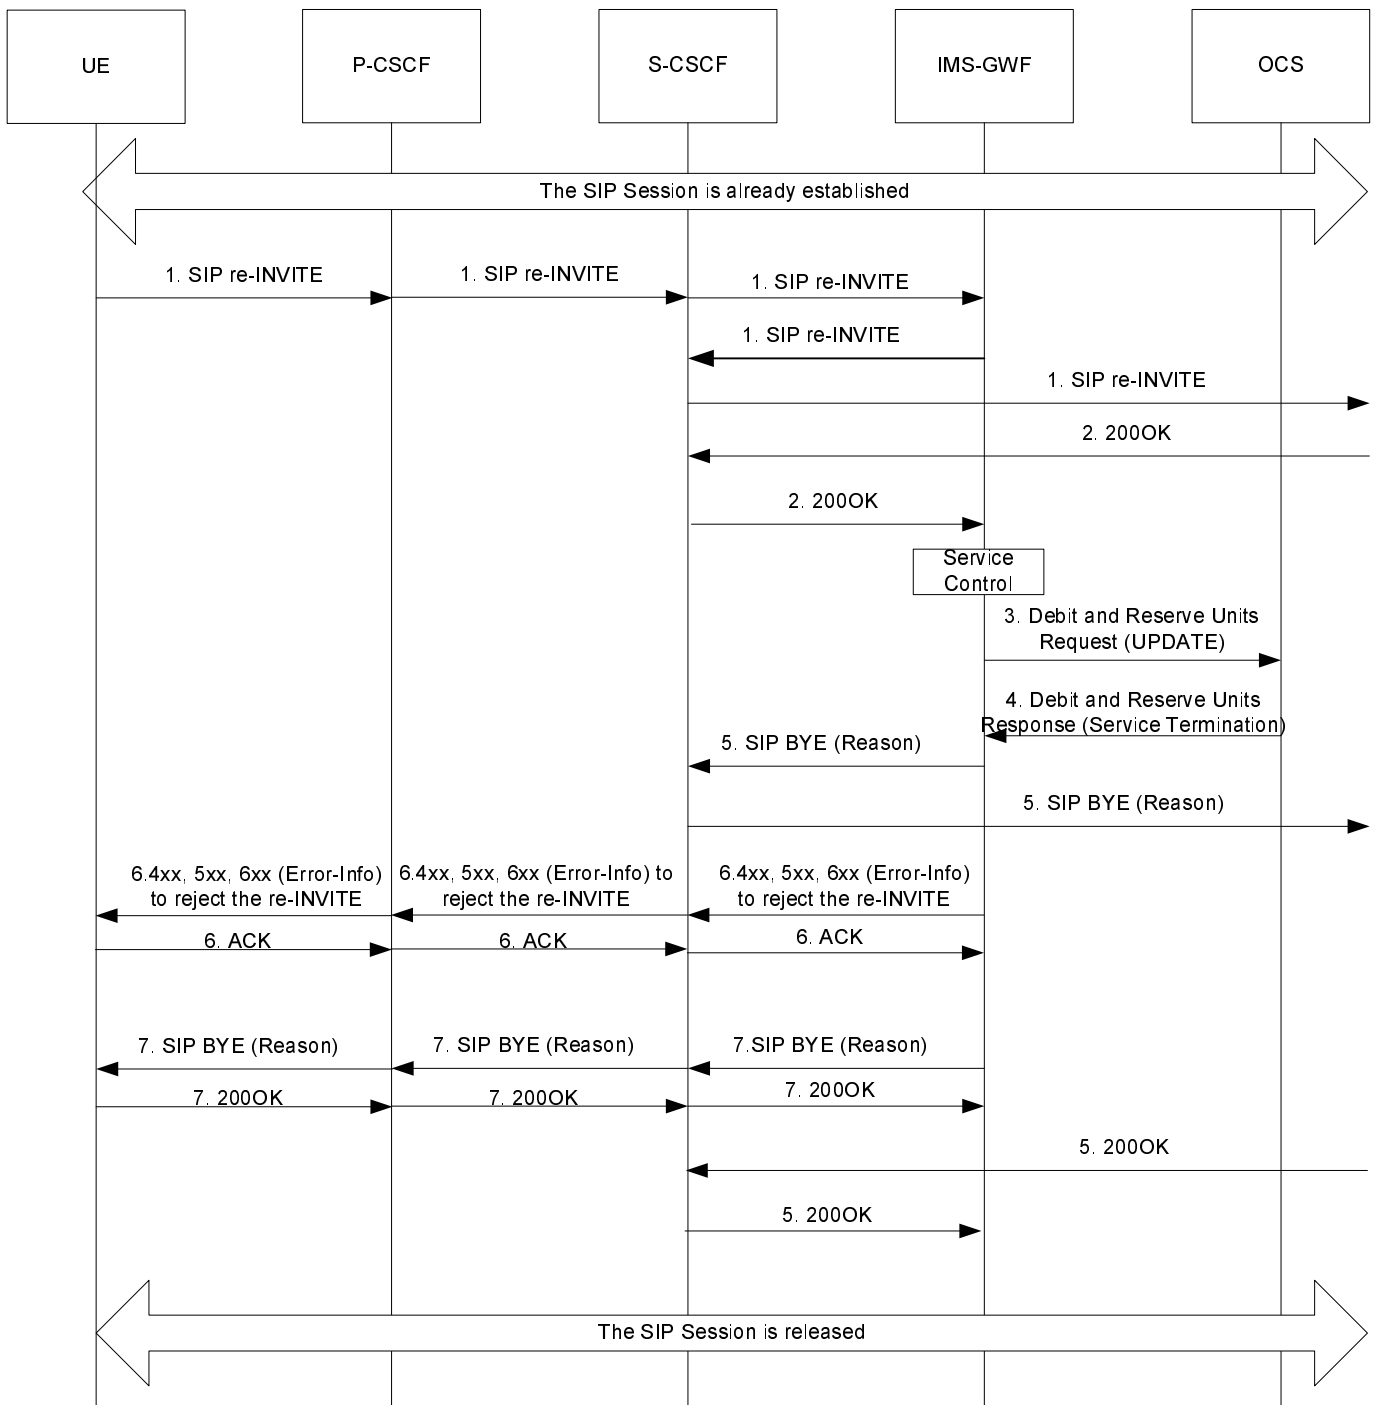 UE
P-CSCF
S-CSCF
IMS-GWF
OCS
The SIP Session is already established
1. SIP re-INVITE
1. SIP re-INVITE
1. SIP re-INVITE
1. SIP re-INVITE
1. SIP re-INVITE
2. 200OK
2. 200OK
Service
Control
3. Debit and Reserve Units
Request (UPDATE)
4. Debit and Reserve Units
Response (Service Termination)
5. SIP BYE (Reason)
5. SIP BYE (Reason)
6.4xx, 5xx, 6xx (Error-Info)
to reject the re-INVITE
6.4xx, 5xx, 6xx (Error-Info) to
reject the re-INVITE
6.4xx, 5xx, 6xx (Error-Info)
to reject the re-INVITE
6. ACK
6. ACK
6. ACK
7. SIP BYE (Reason)
7. SIP BYE (Reason)
7.SIP BYE (Reason)
7. 200OK
7. 200OK
7. 200OK
5. 200OK
5. 200OK
The SIP Session is released